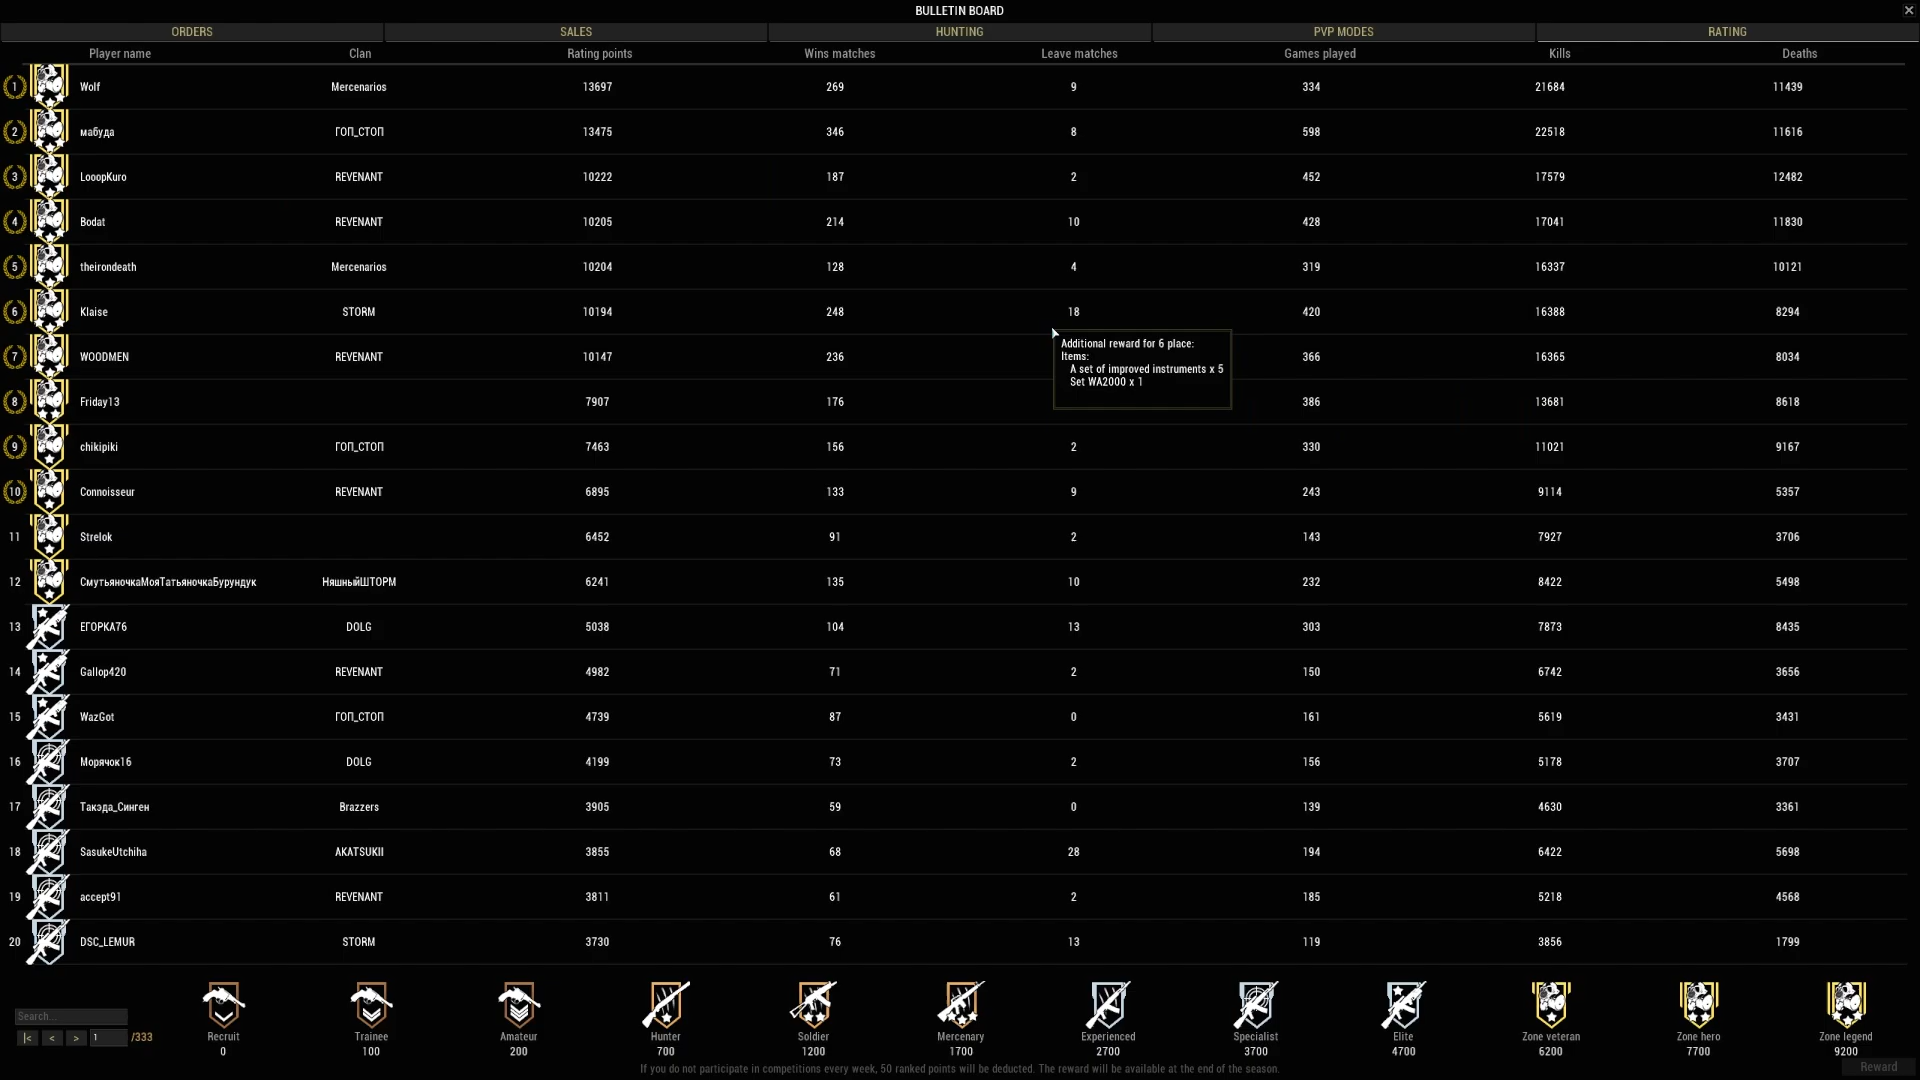 BULLETIN BOARD
ORDERS SALES HUNTING PVP MODES RATING
Player name Clan Rating points Wins matches Leave matches Games played Kills Deaths
1 Wolf Mercenarios 13697 269 9 334 21684 11439
2 мабуда ГОП_СТОП 13475 346 8 598 22518 11616
3 LooopKuro REVENANT 10222 187 2 452 17579 12482
4 Bodat REVENANT 10205 214 10 428 17041 11830
5 theirondeath Mercenarios 10204 128 4 319 16337 10121
6 Klaise STORM 10194 248 18 420 16388 8294
7 WOODMEN REVENANT 10147 236 366 16365 8034
Additional reward for 6 place:
Items:
A set of improved instruments x 5
Set WA2000 x 1
8 Friday13 7907 176 386 13681 8618
9 chikipiki ГОП_СТОП 7463 156 2 330 11021 9167
10 Connoisseur REVENANT 6895 133 9 243 9114 5357
11 Strelok 6452 91 2 143 7927 3706
12 СмутьяночкаМояТатьяночкаБурундук НяшныйШТОРМ 6241 135 10 232 8422 5498
13 ЕГОРКА76 DOLG 5038 104 13 303 7873 8435
14 Gallop420 REVENANT 4982 71 2 150 6742 3656
15 WazGot ГОП_СТОП 4739 87 0 161 5619 3431
16 Морячок16 DOLG 4199 73 2 156 5178 3707
17 Такэда_Синген Brazzers 3905 59 0 139 4630 3361
18 SasukeUtchiha AKATSUKII 3855 68 28 194 6422 5698
19 accept91 REVENANT 3811 61 2 185 5218 4568
20 DSC_LEMUR STORM 3730 76 13 119 3856 1799
Search...
|< < > 1 /333
Recruit Trainee Amateur Hunter Soldier Mercenary Experienced Specialist Elite Zone veteran Zone hero Zone legend
0 100 200 700 1200 1700 2700 3700 4700 6200 7700 9200
If you do not participate in competitions every week, 50 ranked points will be deducted. The reward will be available at the end of the season.
Reward